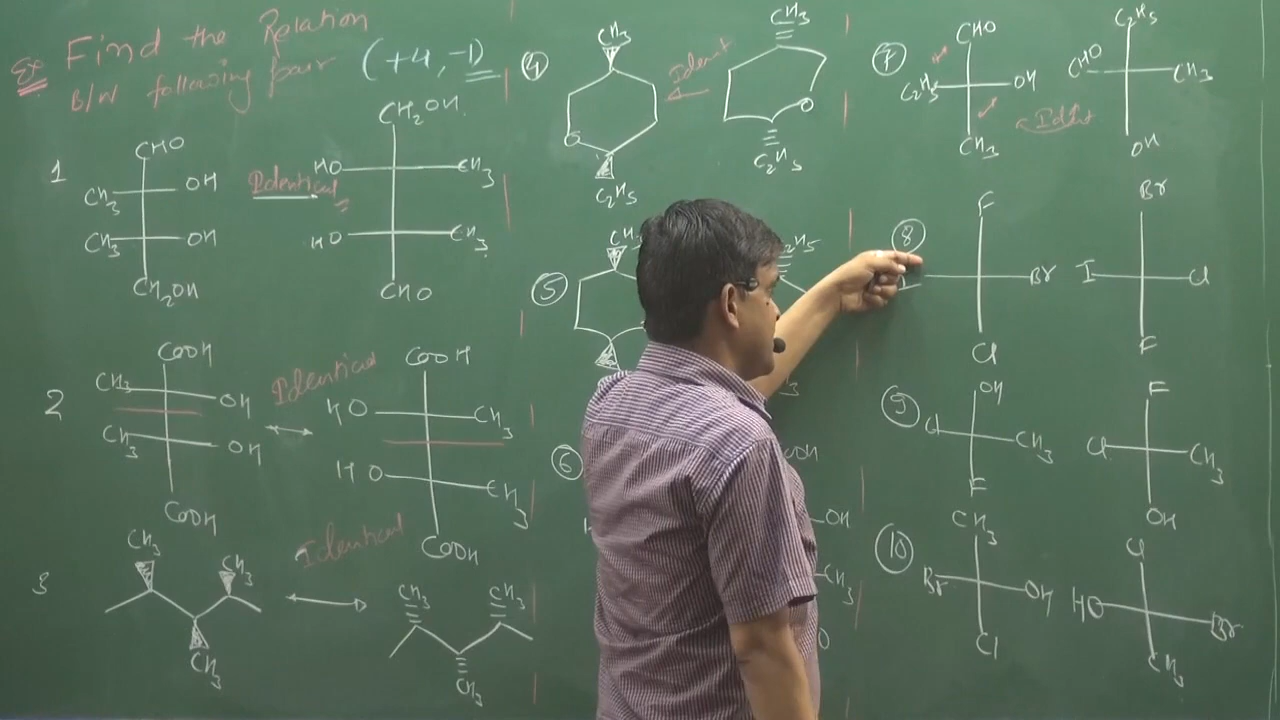 Ex Find the Relation
B/W following pair (+4, -1)
1
CHO
CH3 OH
CH3 OH
CH2OH
Identical
CH2OH
HO CH3
HO CH3
CHO
2
COOH
CH3 OH
CH3 OH
COOH
Identical
COOH
HO CH3
HO CH3
COOH
3
CH3 CH3
CH3
Identical
CH3 CH3
CH3
4
CH3
O
C2H5
Ident
CH3
O
C2H5
5
6
OH
CH3
7
CHO
C2H5 OH
CH3
Ident
C2H5
CHO CH3
OH
8
F
Br
Cl
Br
I Cl
F
9
OH
Cl CH3
F
F
Cl CH3
OH
10
CH3
Br OH
Cl
Cl
HO Br
CH3